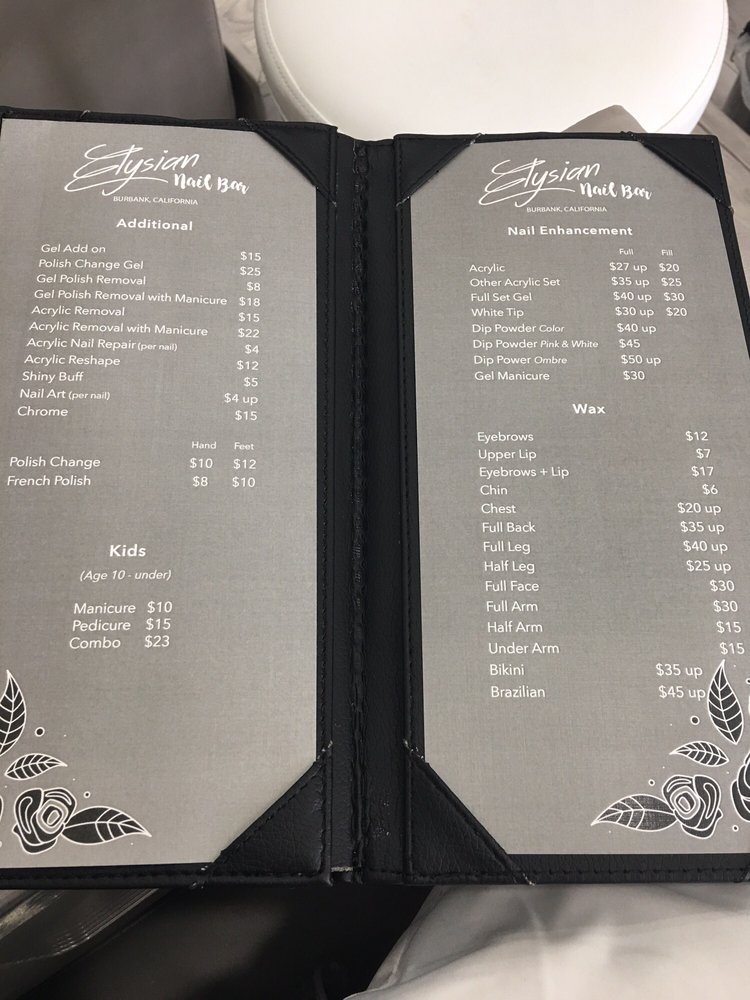 Elysian Nail Bar
BURBANK, CALIFORNIA
Additional
Gel Add on $15
Polish Change Gel $25
Gel Polish Removal $8
Gel Polish Removal with Manicure $18
Acrylic Removal $15
Acrylic Removal with Manicure $22
Acrylic Nail Repair (per nail) $4
Acrylic Reshape $12
Shiny Buff $5
Nail Art (per nail) $4 up
Chrome $15
Hand Feet
Polish Change $10 $12
French Polish $8 $10
Kids
(Age 10 - under)
Manicure $10
Pedicure $15
Combo $23
Elysian Nail Bar
BURBANK, CALIFORNIA
Nail Enhancement
Full Fill
Acrylic $27 up $20
Other Acrylic Set $35 up $25
Full Set Gel $40 up $30
White Tip $30 up $20
Dip Powder Color $40 up
Dip Powder Pink & White $45
Dip Power Ombre $50 up
Gel Manicure $30
Wax
Eyebrows $12
Upper Lip $7
Eyebrows + Lip $17
Chin $6
Chest $20 up
Full Back $35 up
Full Leg $40 up
Half Leg $25 up
Full Face $30
Full Arm $30
Half Arm $15
Under Arm $15
Bikini $35 up
Brazilian $45 up